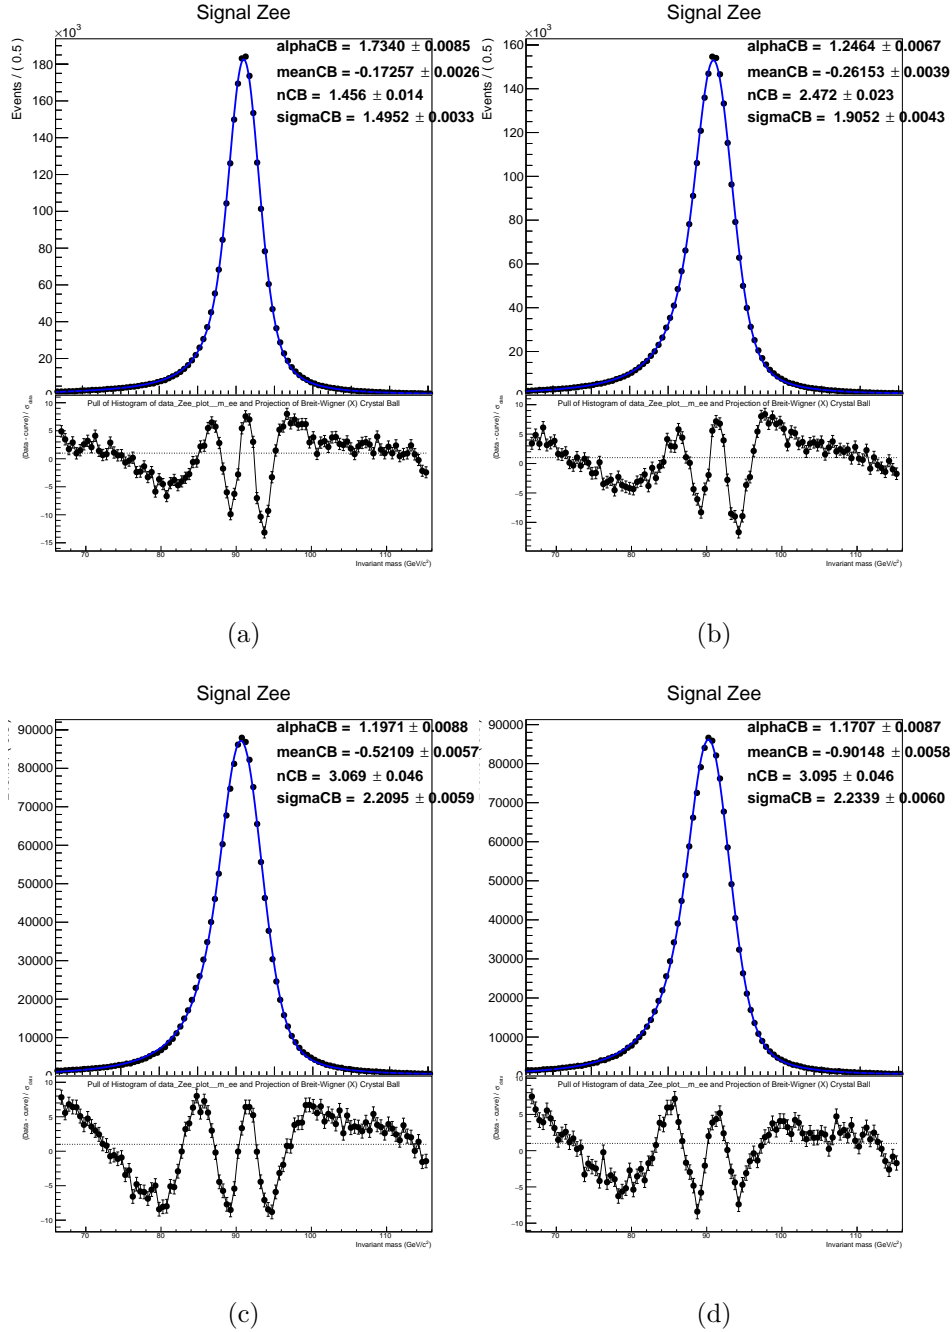 Signal Zee
×10³
Events / ( 0.5 )
alphaCB = 1.7340 ± 0.0085
meanCB = -0.17257 ± 0.0026
nCB = 1.456 ± 0.014
sigmaCB = 1.4952 ± 0.0033
180
160
140
120
100
80
60
40
20
0
Pull of Histogram of data_Zee_plot__m_ee and Projection of Breit-Wigner (X) Crystal Ball
(Data - curve) / σdata
10
5
0
−5
−10
−15
70 80 90 100 110
Invariant mass (GeV/c²)
(a)
Signal Zee
×10³
Events / ( 0.5 )
alphaCB = 1.2464 ± 0.0067
meanCB = -0.26153 ± 0.0039
nCB = 2.472 ± 0.023
sigmaCB = 1.9052 ± 0.0043
160
140
120
100
80
60
40
20
0
Pull of Histogram of data_Zee_plot__m_ee and Projection of Breit-Wigner (X) Crystal Ball
(Data - curve) / σdata
10
5
0
−5
−10
70 80 90 100 110
Invariant mass (GeV/c²)
(b)
Signal Zee
alphaCB = 1.1971 ± 0.0088
meanCB = -0.52109 ± 0.0057
nCB = 3.069 ± 0.046
sigmaCB = 2.2095 ± 0.0059
90000
80000
70000
60000
50000
40000
30000
20000
10000
0
Pull of Histogram of data_Zee_plot__m_ee and Projection of Breit-Wigner (X) Crystal Ball
(Data - curve) / σdata
10
5
0
−5
−10
70 80 90 100 110
Invariant mass (GeV/c²)
(c)
Signal Zee
alphaCB = 1.1707 ± 0.0087
meanCB = -0.90148 ± 0.0058
nCB = 3.095 ± 0.046
sigmaCB = 2.2339 ± 0.0060
90000
80000
70000
60000
50000
40000
30000
20000
10000
0
Pull of Histogram of data_Zee_plot__m_ee and Projection of Breit-Wigner (X) Crystal Ball
(Data - curve) / σdata
10
5
0
−5
−10
70 80 90 100 110
Invariant mass (GeV/c²)
(d)